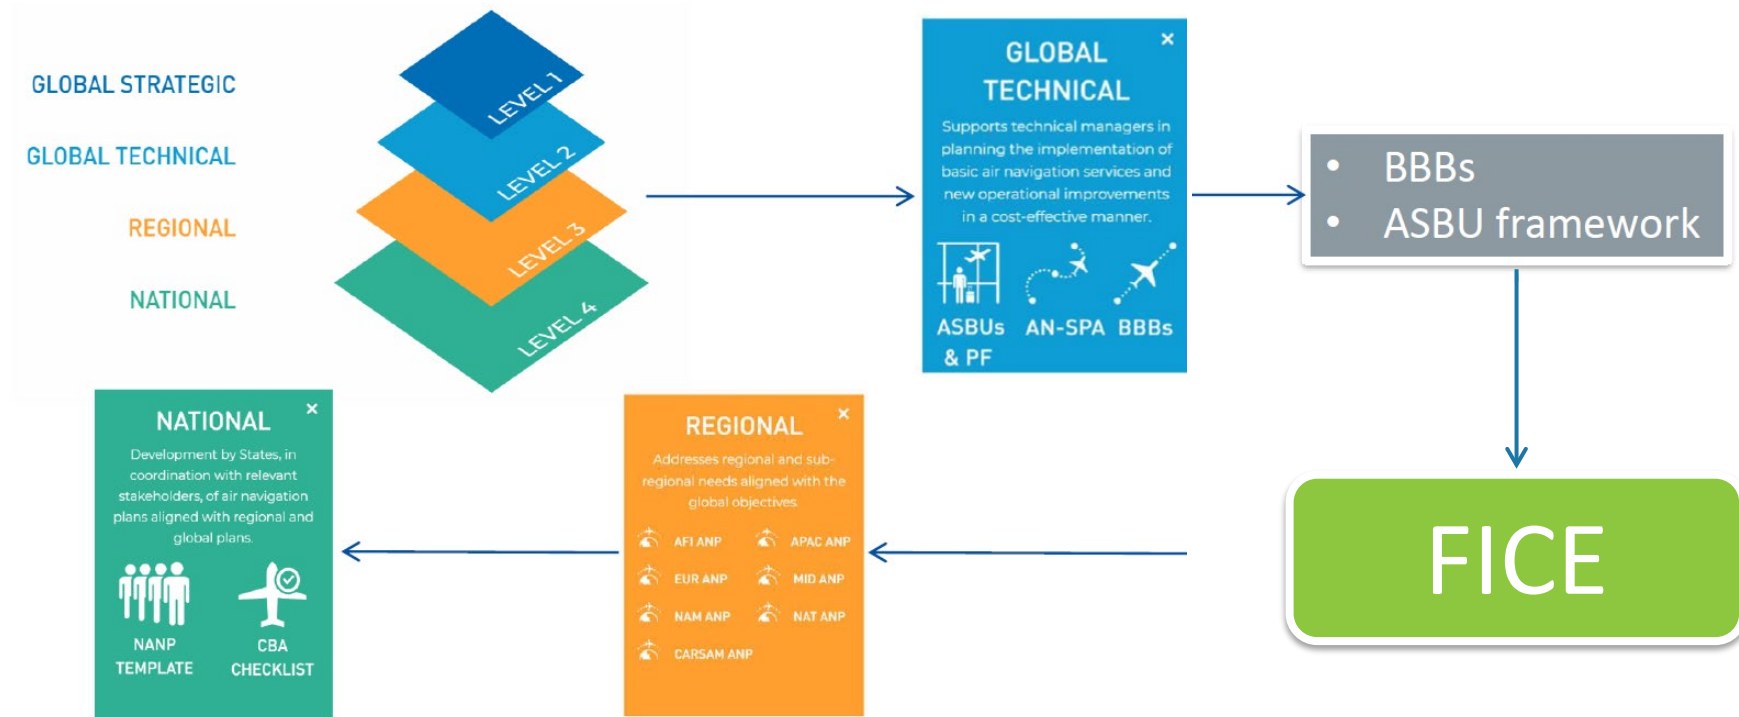 GLOBAL STRATEGIC
GLOBAL TECHNICAL
REGIONAL
NATIONAL
LEVEL 1
LEVEL 2
LEVEL 3
LEVEL 4
×
GLOBAL
TECHNICAL
Supports technical managers in
planning the implementation of
basic air navigation services and
new operational improvements
in a cost-effective manner.
ASBUs
& PF
AN-SPA
BBBs
• BBBs
• ASBU framework
FICE
×
REGIONAL
Addresses regional and sub-
regional needs aligned with the
global objectives.
AFI ANP
APAC ANP
EUR ANP
MID ANP
NAM ANP
NAT ANP
CARSAM ANP
×
NATIONAL
Development by States, in
coordination with relevant
stakeholders, of air navigation
plans aligned with regional and
global plans.
NANP
TEMPLATE
CBA
CHECKLIST